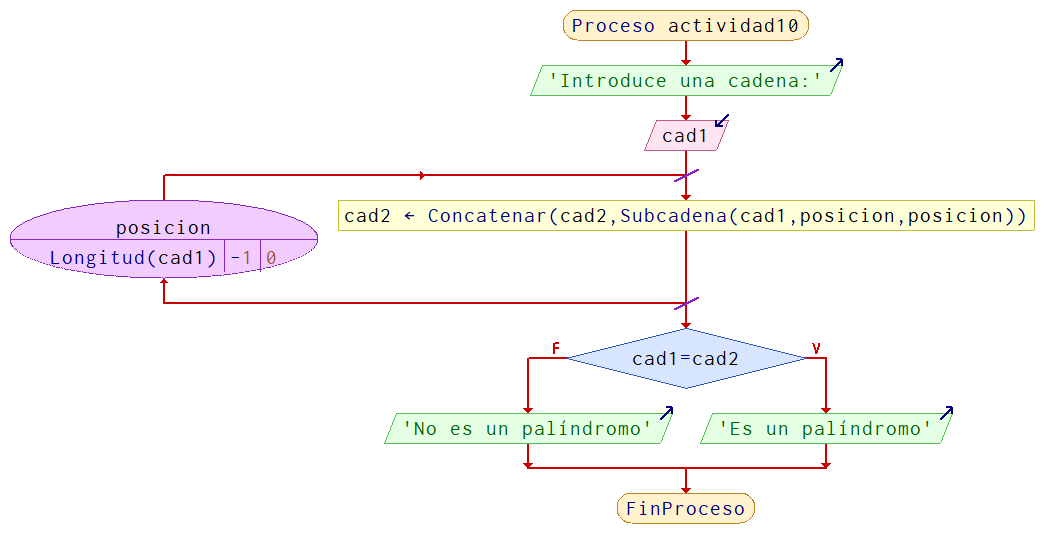 Proceso actividad10
'Introduce una cadena:'
cad1
cad2 ← Concatenar(cad2,Subcadena(cad1,posicion,posicion))
posicion
Longitud(cad1) -1 0
cad1=cad2
F
V
'No es un palíndromo'
'Es un palíndromo'
FinProceso